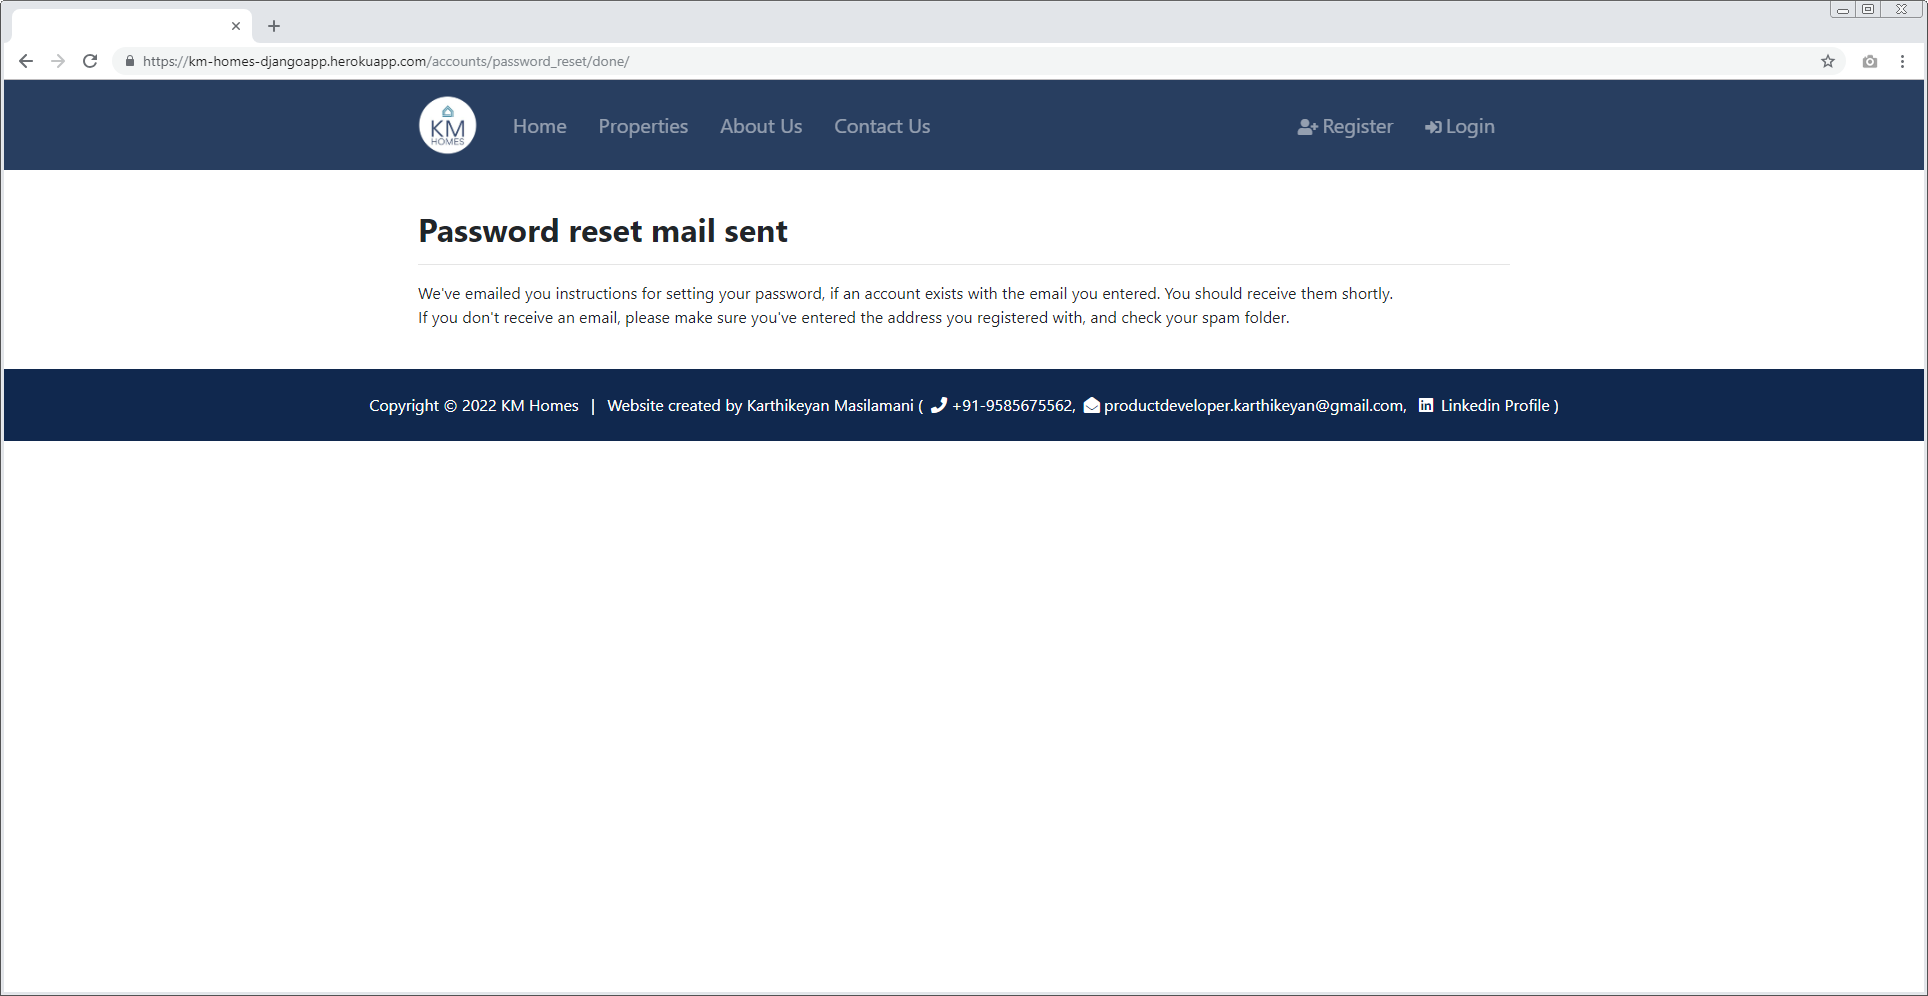 https://km-homes-djangoapp.herokuapp.com/accounts/password_reset/done/
KM
HOMES
Home
Properties
About Us
Contact Us
Register
Login
Password reset mail sent
We've emailed you instructions for setting your password, if an account exists with the email you entered. You should receive them shortly.
If you don't receive an email, please make sure you've entered the address you registered with, and check your spam folder.
Copyright © 2022 KM Homes | Website created by Karthikeyan Masilamani ( +91-9585675562, productdeveloper.karthikeyan@gmail.com, in Linkedin Profile )